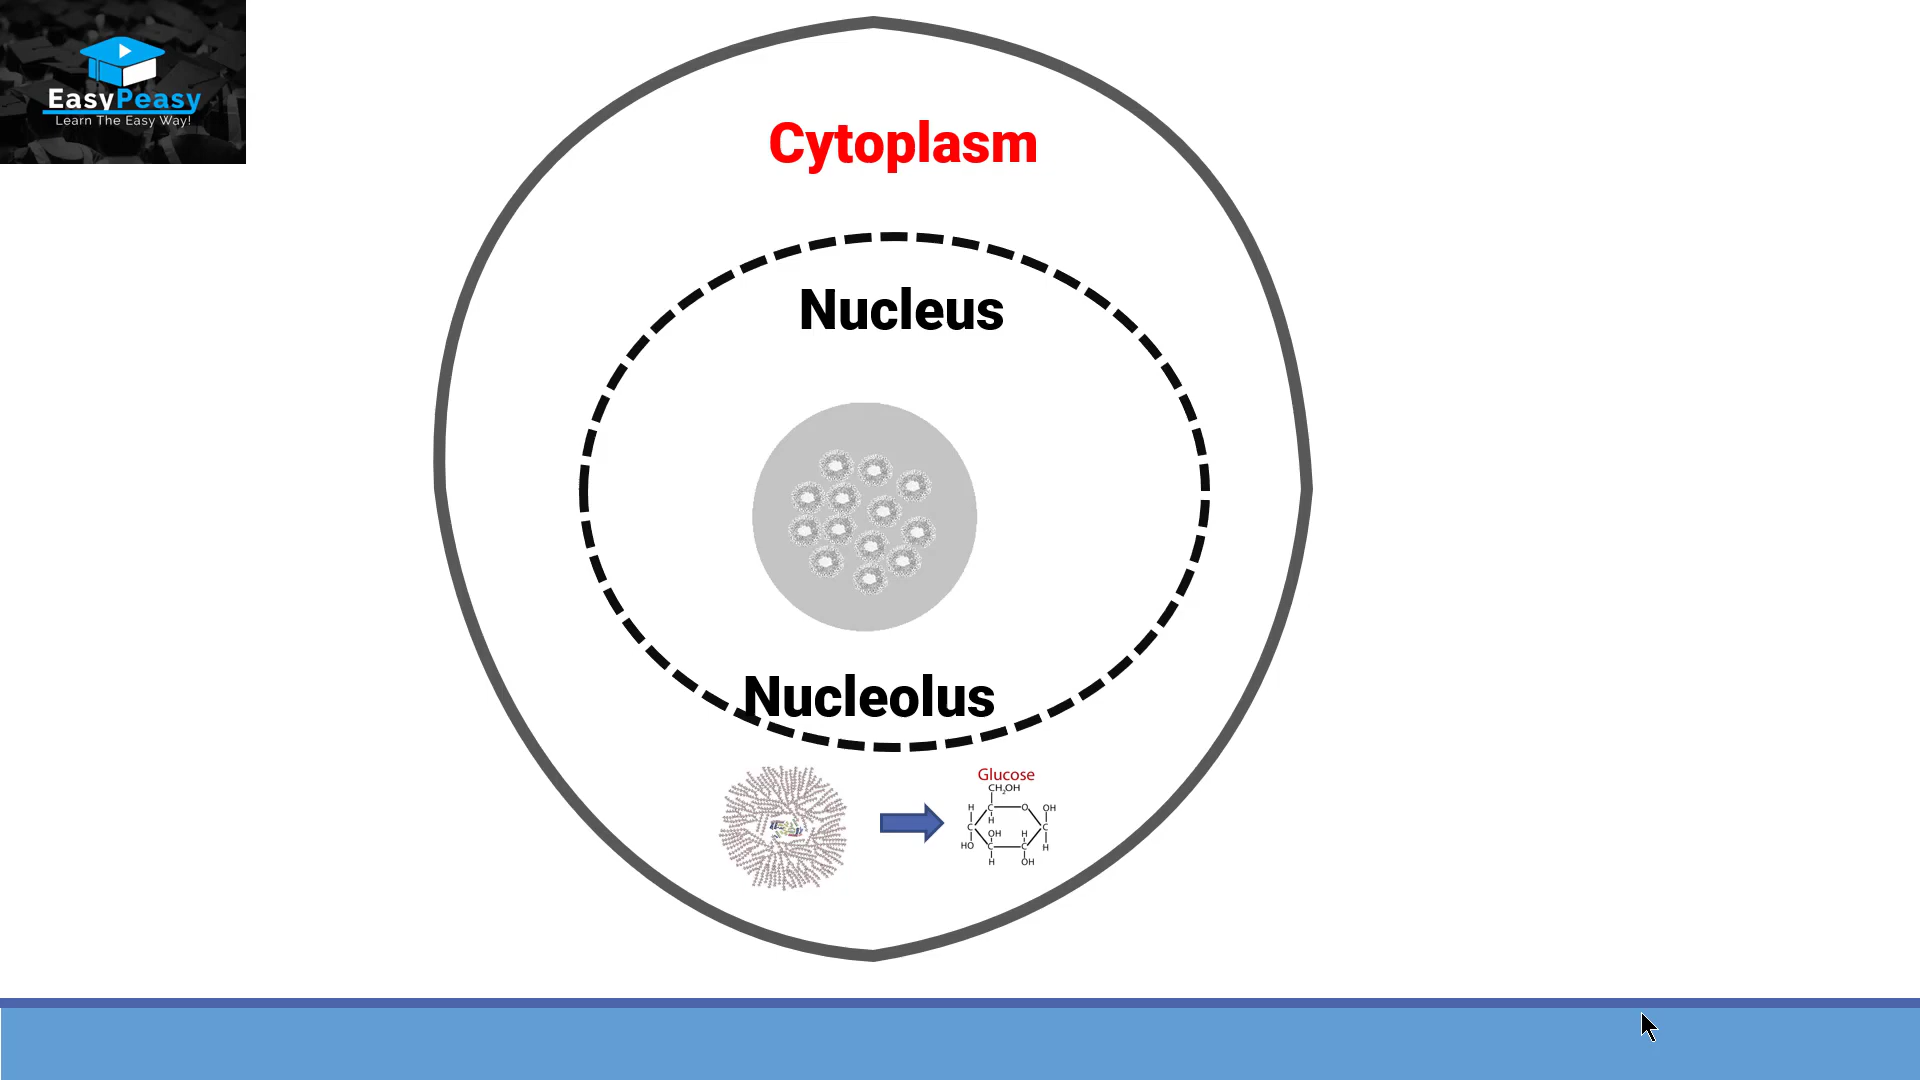 EasyPeasy
Learn The Easy Way!
Cytoplasm
Nucleus
Nucleolus
Glucose
CH₂OH
H C O OH
H
C OH H C
HO C C H
H OH